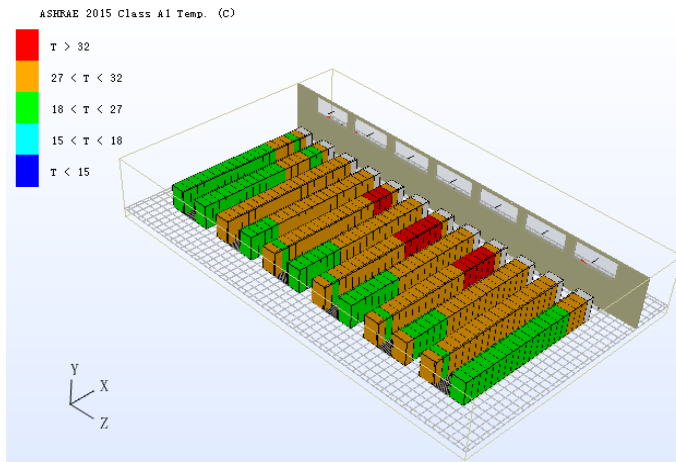 ASHRAE 2015 Class A1 Temp. (C)
T > 32
27 < T < 32
18 < T < 27
15 < T < 18
T < 15
Y
X
Z